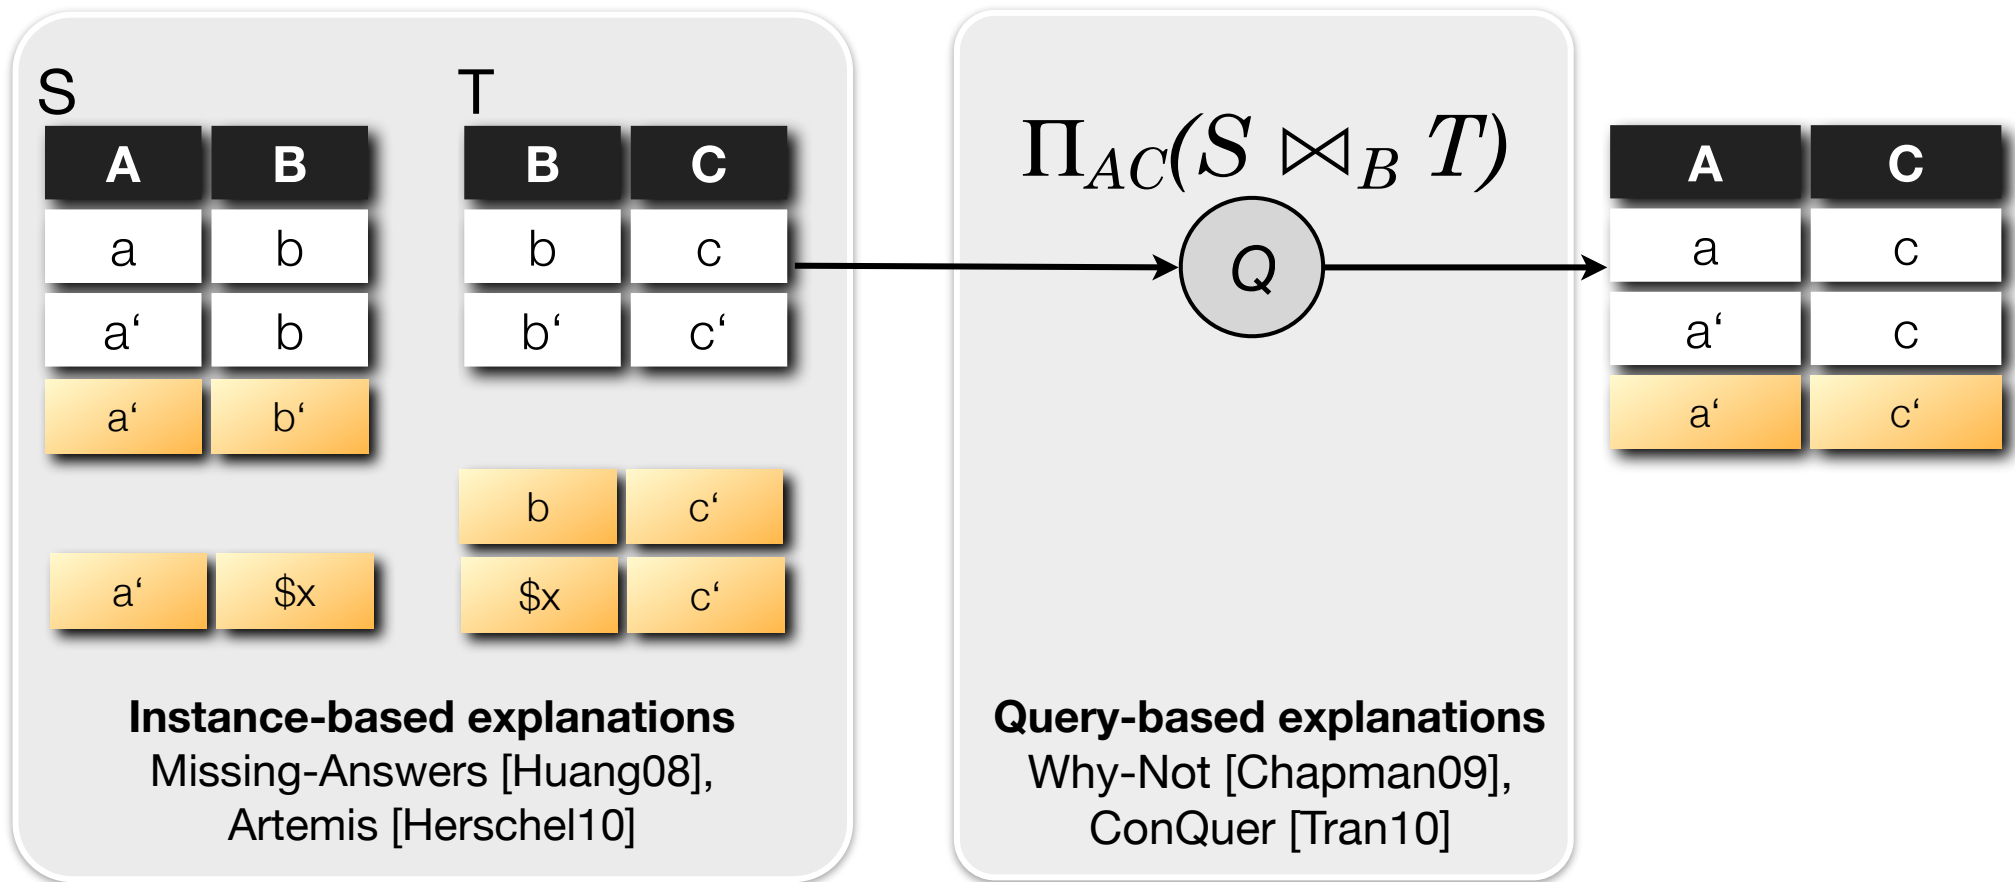 S T
A B B C
Π_AC(S ⋈_B T)
A C
a b b c
Q
a c
a‘ b b‘ c‘
a‘ c
a‘ b‘
a‘ c‘
b c‘
a‘ $x $x c‘
Instance-based explanations
Missing-Answers [Huang08],
Artemis [Herschel10]
Query-based explanations
Why-Not [Chapman09],
ConQuer [Tran10]